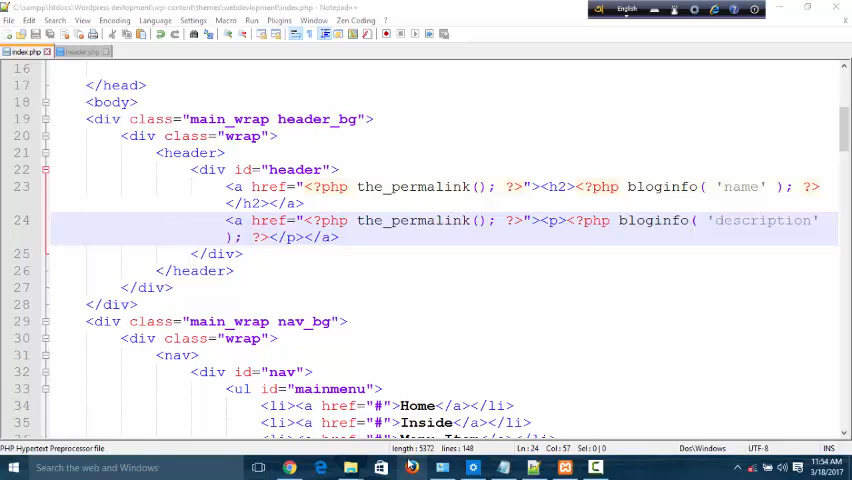 C:\xampp\htdocs\Wordpress devlopment\wp-content\themes\webdevlopment\index.php - Notepad++
English
File Edit Search View Encoding Language Settings Macro Run Plugins Window Zen Coding ?
index.php header.php
16
17 </head>
18 <body>
19 <div class="main_wrap header_bg">
20 <div class="wrap">
21 <header>
22 <div id="header">
23 <a href="<?php the_permalink(); ?>"><h2><?php bloginfo( 'name' ); ?>
</h2></a>
24 <a href="<?php the_permalink(); ?>"><p><?php bloginfo( 'description'
); ?></p></a>
25 </div>
26 </header>
27 </div>
28 </div>
29 <div class="main_wrap nav_bg">
30 <div class="wrap">
31 <nav>
32 <div id="nav">
33 <ul id="mainmenu">
34 <li><a href="#">Home</a></li>
35 <li><a href="#">Inside</a></li>
PHP Hypertext Preprocessor file length : 5372 lines : 148 Ln : 24 Col : 57 Sel : 0 | 0 Dos\Windows UTF-8 INS
Search the web and Windows
11:54 AM
3/18/2017